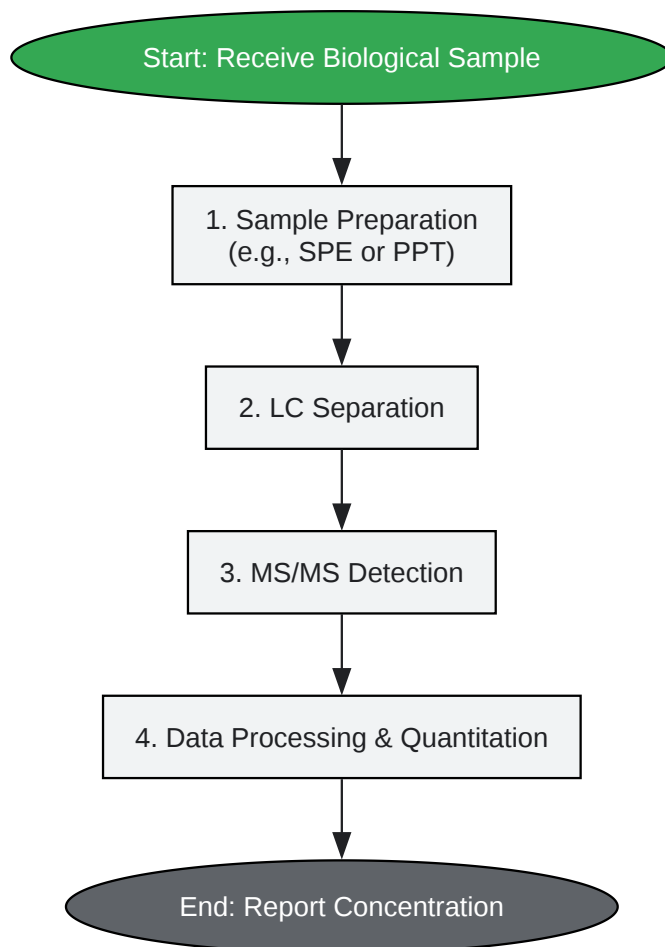 Start: Receive Biological Sample
1. Sample Preparation
(e.g., SPE or PPT)
2. LC Separation
3. MS/MS Detection
4. Data Processing & Quantitation
End: Report Concentration